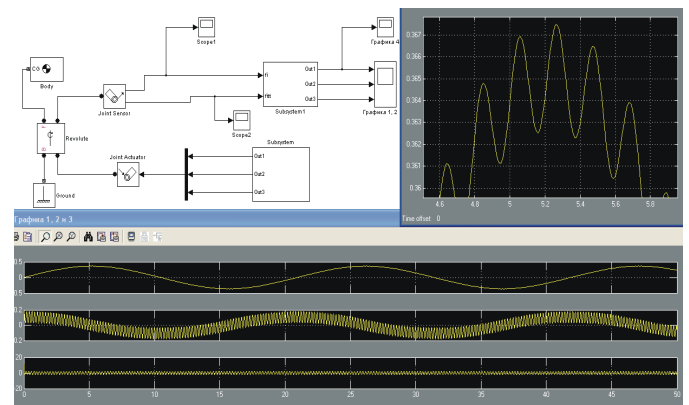 Scope1
CG
Body
Joint Sensor
fi
ffit
Out1
Out2
Out3
Subsystem1
Графика 4
Графика 1, 2
Scope2
Revolute
Joint Actuator
Ground
Subsystem
Out1
Out2
Out3
0.367
0.366
0.365
0.364
0.363
0.362
0.361
0.36
4.6 4.8 5 5.2 5.4 5.6 5.8
Time offset: 0
Графика 1, 2 и 3
0.5
0
0.5
0.2
0
0.2
20
0
20
0 5 10 15 20 25 30 35 40 45 50